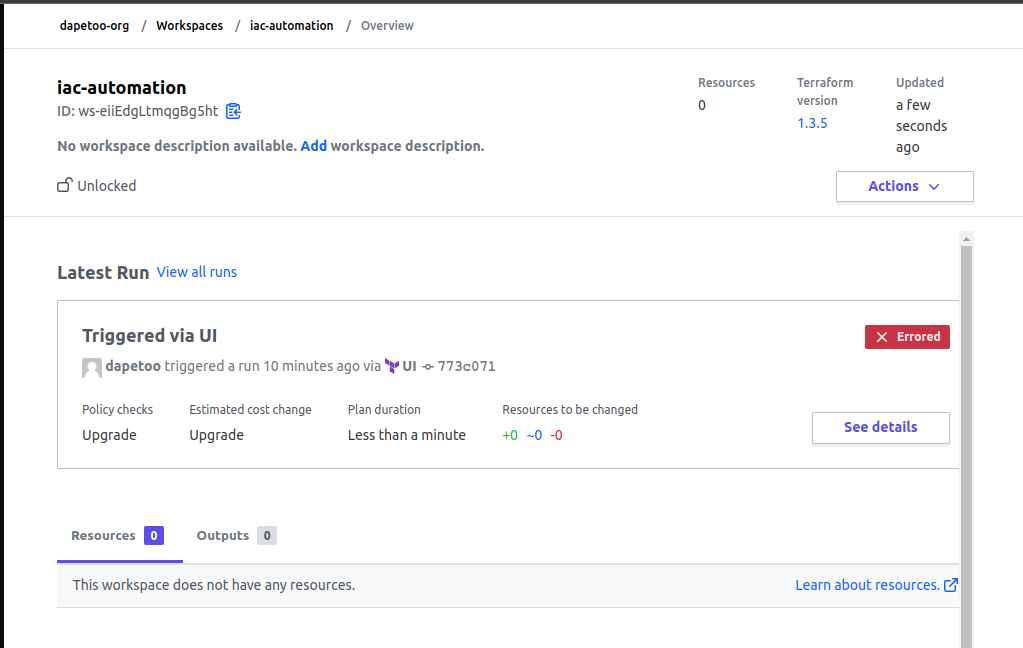 dapetoo-org / Workspaces / iac-automation / Overview
iac-automation
ID: ws-eiiEdgLtmqgBg5ht
No workspace description available. Add workspace description.
Unlocked
Resources
0
Terraform
version
1.3.5
Updated
a few
seconds
ago
Actions
Latest Run View all runs
Triggered via UI
Errored
dapetoo triggered a run 10 minutes ago via UI 773c071
Policy checks
Upgrade
Estimated cost change
Upgrade
Plan duration
Less than a minute
Resources to be changed
+0 ~0 -0
See details
Resources 0 Outputs 0
This workspace does not have any resources. Learn about resources.